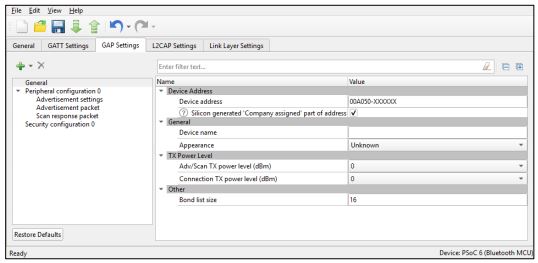 File Edit View Help
General GATT Settings GAP Settings L2CAP Settings Link Layer Settings
General
Peripheral configuration 0
Advertisement settings
Advertisement packet
Scan response packet
Security configuration 0
Restore Defaults
Enter filter text...
Name Value
Device Address
Device address 00A050-XXXXXX
? Silicon generated 'Company assigned' part of address
General
Device name
Appearance Unknown
TX Power Level
Adv/Scan TX power level (dBm) 0
Connection TX power level (dBm) 0
Other
Bond list size 16
Ready Device: PSoC 6 (Bluetooth MCU)